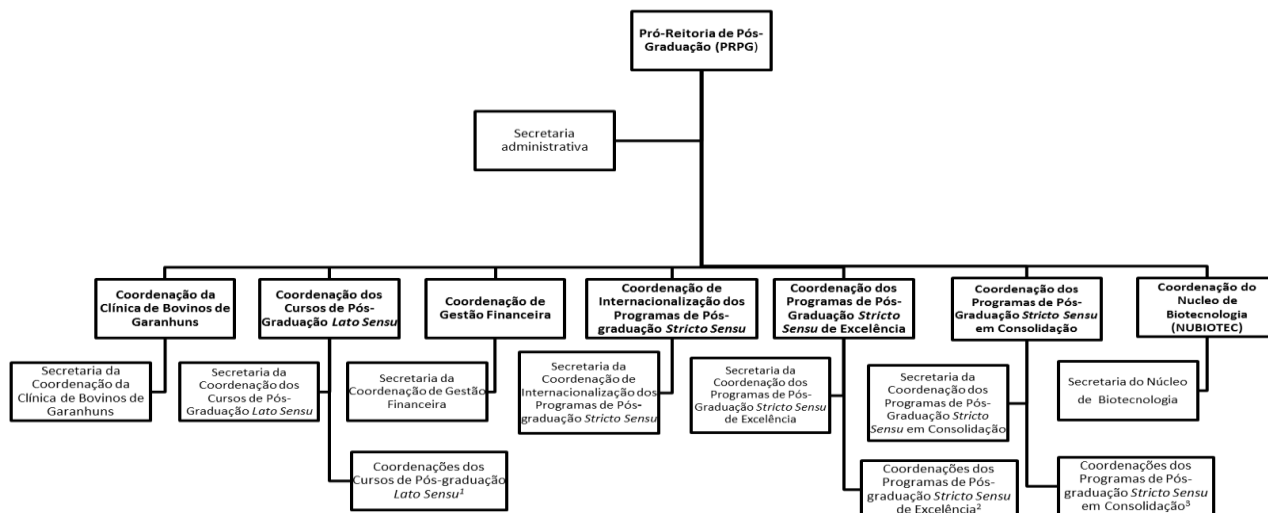 Pró-Reitoria de Pós-
Graduação (PRPG)
Secretaria
administrativa
Coordenação da
Clínica de Bovinos de
Garanhuns
Coordenação dos
Cursos de Pós-
Graduação Lato Sensu
Coordenação de
Gestão Financeira
Coordenação de
Internacionalização dos
Programas de Pós-
graduação Stricto Sensu
Coordenação dos
Programas de Pós-
Graduação Stricto
Sensu de Excelência
Coordenação dos
Programas de Pós-
Graduação Stricto Sensu
em Consolidação
Coordenação do
Nucleo de
Biotecnologia
(NUBIOTEC)
Secretaria da
Coordenação da
Clínica de Bovinos de
Garanhuns
Secretaria da
Coordenação dos
Cursos de Pós-
Graduação Lato Sensu
Secretaria da
Coordenação de Gestão
Financeira
Secretaria da
Coordenação de
Internacionalização dos
Programas de Pós-
graduação Stricto Sensu
Secretaria da
Coordenação dos
Programas de Pós-
Graduação Stricto Sensu
de Excelência
Secretaria da
Coordenação dos
Programas de Pós-
Graduação Stricto
Sensu em Consolidação
Secretaria do Núcleo
de Biotecnologia
Coordenações dos
Cursos de Pós-graduação
Lato Sensu¹
Coordenações dos
Programas de Pós-
graduação Stricto Sensu
de Excelência²
Coordenações dos
Programas de Pós-
graduação Stricto Sensu
em Consolidação³